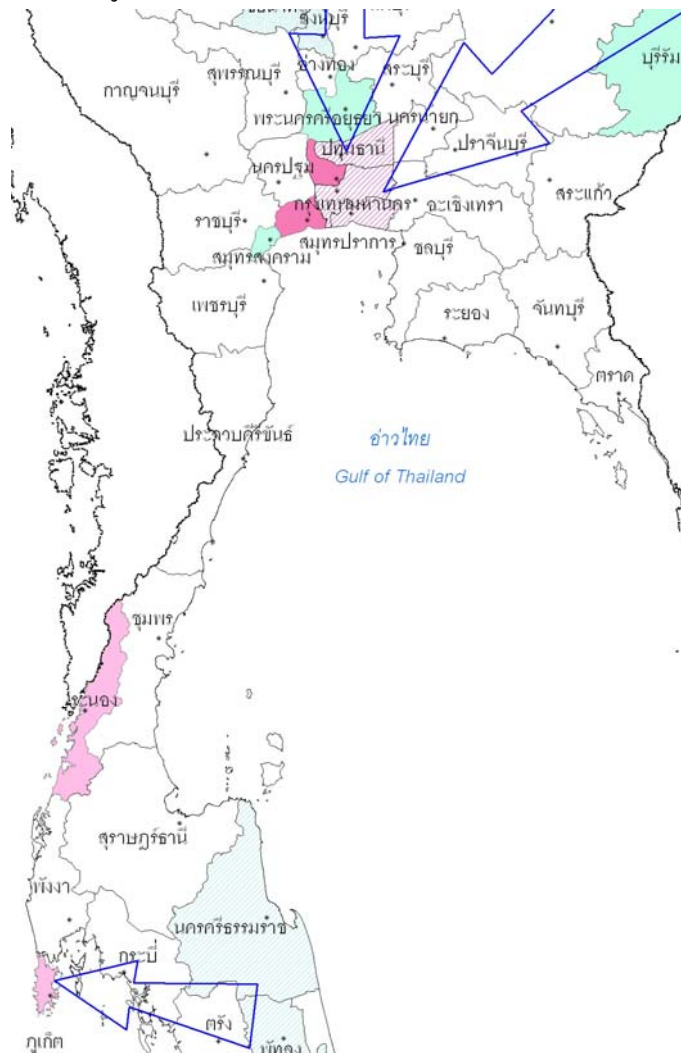 สิงห์บุรี
อ่างทอง
สระบุรี
บุรีรัม
สุพรรณบุรี
กาญจนบุรี
พระนครศรีอยุธยา
นครนายก
ปทุมธานี
ปราจีนบุรี
นครปฐม
สระแก้ว
กรุงเทพมหานคร
ฉะเชิงเทรา
ราชบุรี
สมุทรปราการ
ชลบุรี
สมุทรสงคราม
เพชรบุรี
ระยอง
จันทบุรี
ตราด
ประจวบคีรีขันธ์
อ่าวไทย
Gulf of Thailand
ชุมพร
ระนอง
สุราษฎร์ธานี
พังงา
นครศรีธรรมราช
กระบี่
ตรัง
ภูเก็ต